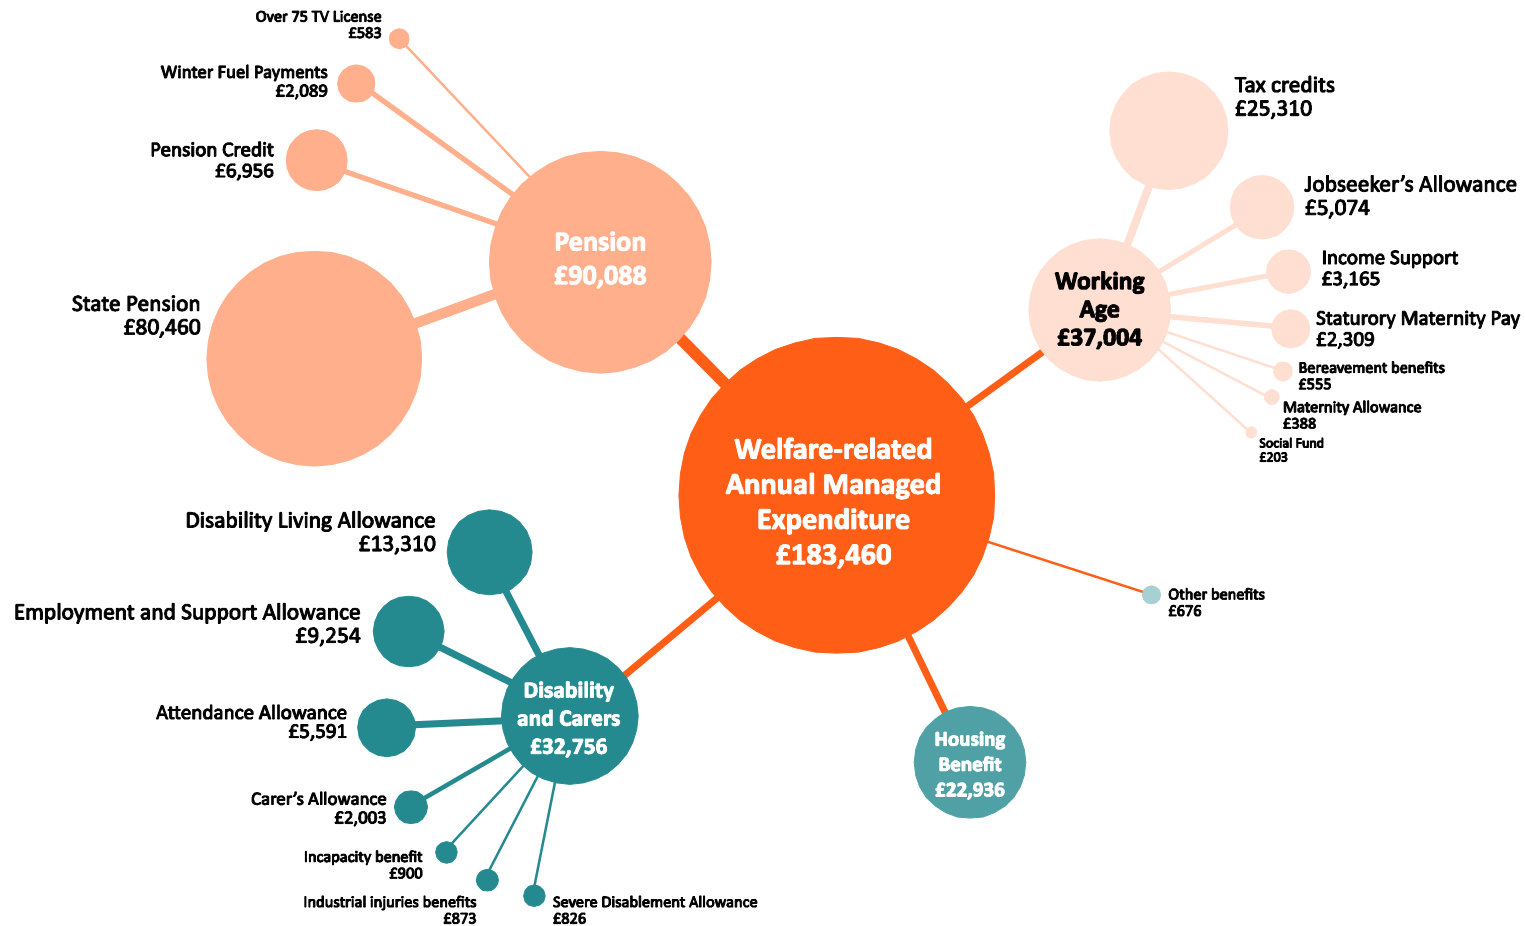 Over 75 TV License
£583
Winter Fuel Payments
£2,089
Pension Credit
£6,956
State Pension
£80,460
Pension
£90,088
Tax credits
£25,310
Jobseeker’s Allowance
£5,074
Income Support
£3,165
Staturory Maternity Pay
£2,309
Bereavement benefits
£555
Maternity Allowance
£388
Social Fund
£203
Working
Age
£37,004
Welfare-related
Annual Managed
Expenditure
£183,460
Disability Living Allowance
£13,310
Employment and Support Allowance
£9,254
Attendance Allowance
£5,591
Carer’s Allowance
£2,003
Incapacity benefit
£900
Industrial injuries benefits
£873
Severe Disablement Allowance
£826
Disability
and Carers
£32,756
Other benefits
£676
Housing
Benefit
£22,936